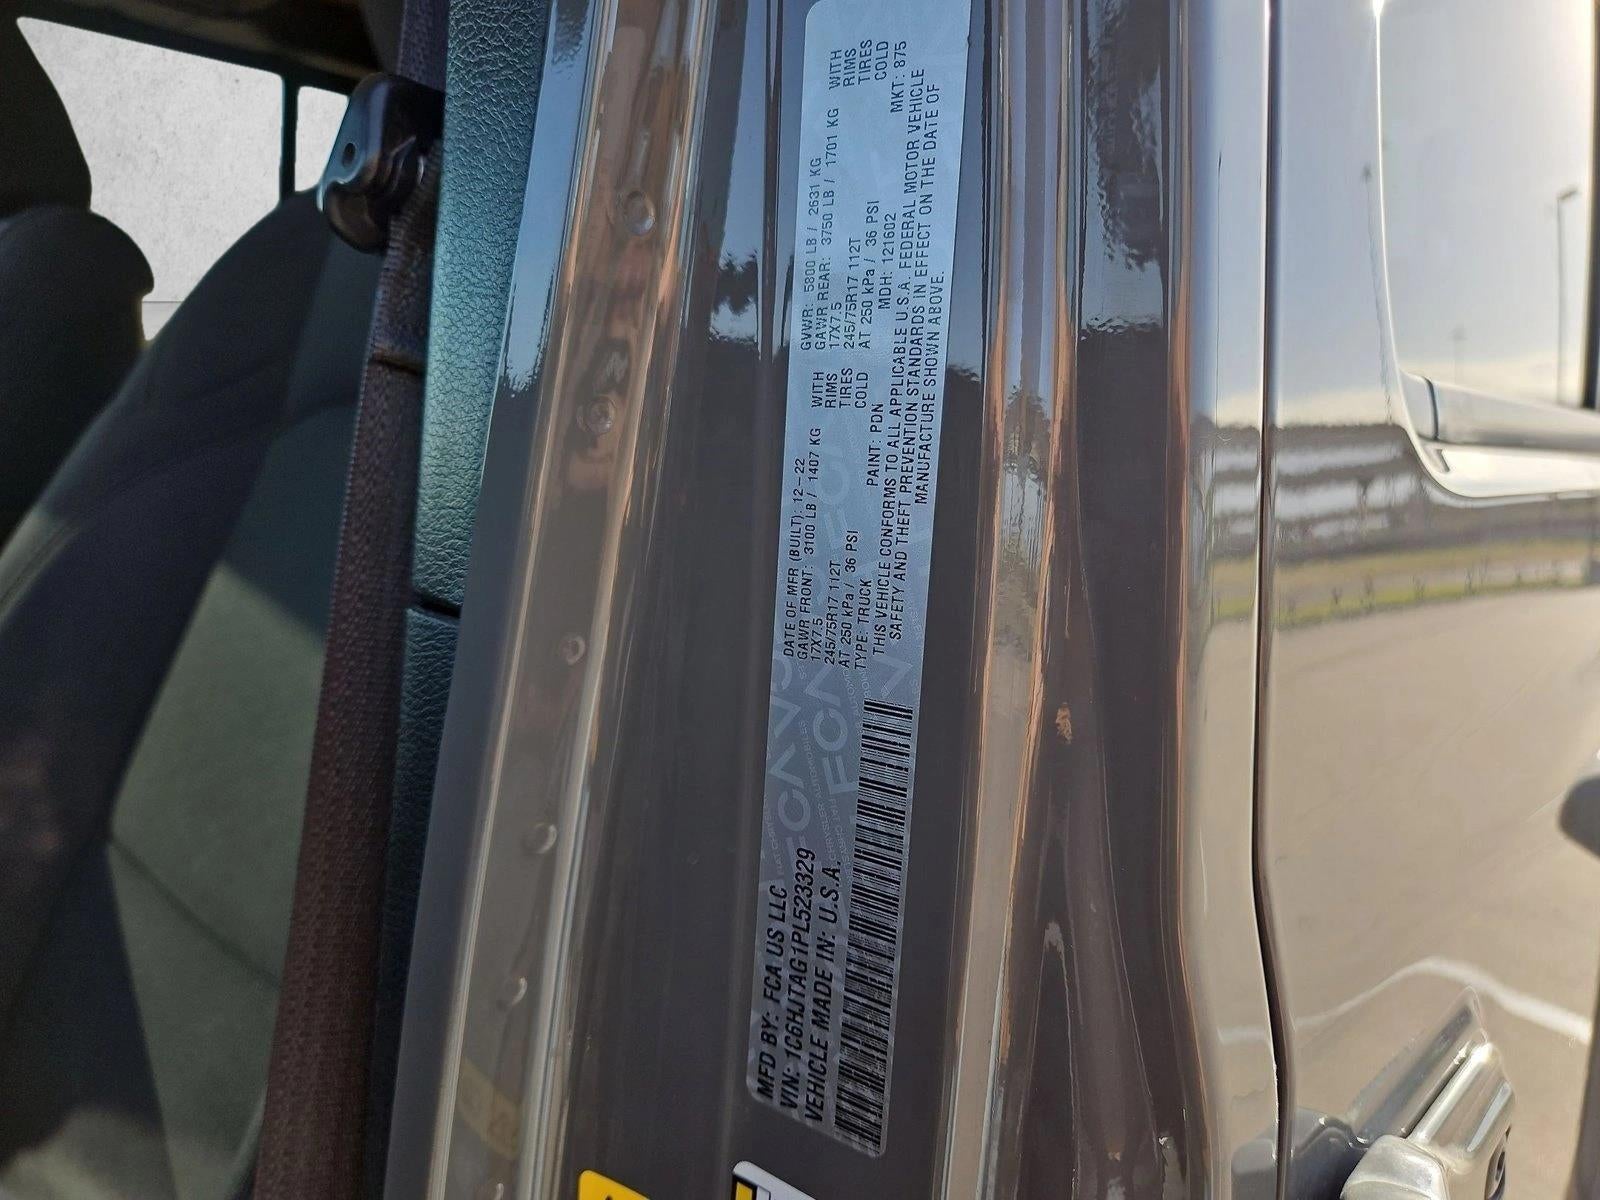 MFD BY: FCA US LLC
VIN: 1C6HJTAG1PL523329
VEHICLE MADE IN: U.S.A.
DATE OF MFR (BUILT): 12-22 GVWR: 5800 LB / 2631 KG
GAWR FRONT: 3100 LB / 1407 KG WITH GAWR REAR: 3750 LB / 1701 KG WITH
17X7.5 RIMS 17X7.5 RIMS
245/75R17 112T TIRES 245/75R17 112T TIRES
AT 250 kPa / 36 PSI COLD AT 250 kPa / 36 PSI COLD
TYPE: TRUCK PAINT: PDN MDH: 121602 MKT: 875
THIS VEHICLE CONFORMS TO ALL APPLICABLE U.S.A. FEDERAL MOTOR VEHICLE
SAFETY AND THEFT PREVENTION STANDARDS IN EFFECT ON THE DATE OF
MANUFACTURE SHOWN ABOVE.